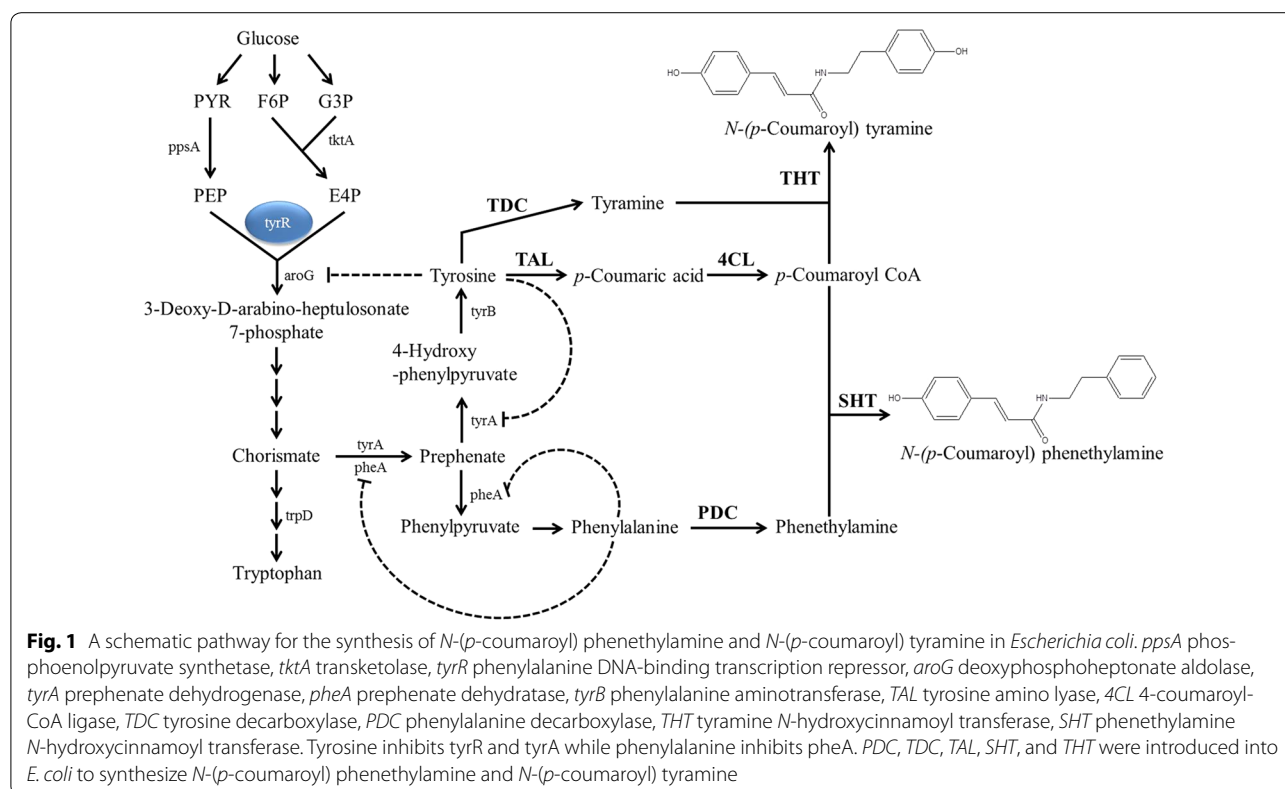 Glucose
PYR F6P G3P
ppsA
tktA
PEP E4P
tyrR
aroG
3-Deoxy-D-arabino-heptulosonate
7-phosphate
Chorismate
trpD
Tryptophan
tyrA
pheA
Prephenate
tyrA
4-Hydroxy
-phenylpyruvate
tyrB
Tyrosine
pheA
Phenylpyruvate
Phenylalanine
PDC
Phenethylamine
TDC
Tyramine
TAL
p-Coumaric acid
4CL
p-Coumaroyl CoA
THT
HO
HN
O
OH
N-(p-Coumaroyl) tyramine
SHT
HO
HN
O
N-(p-Coumaroyl) phenethylamine
Fig. 1 A schematic pathway for the synthesis of N-(p-coumaroyl) phenethylamine and N-(p-coumaroyl) tyramine in Escherichia coli. ppsA phos-
phoenolpyruvate synthetase, tktA transketolase, tyrR phenylalanine DNA-binding transcription repressor, aroG deoxyphosphoheptonate aldolase,
tyrA prephenate dehydrogenase, pheA prephenate dehydratase, tyrB phenylalanine aminotransferase, TAL tyrosine amino lyase, 4CL 4-coumaroyl-
CoA ligase, TDC tyrosine decarboxylase, PDC phenylalanine decarboxylase, THT tyramine N-hydroxycinnamoyl transferase, SHT phenethylamine
N-hydroxycinnamoyl transferase. Tyrosine inhibits tyrR and tyrA while phenylalanine inhibits pheA. PDC, TDC, TAL, SHT, and THT were introduced into
E. coli to synthesize N-(p-coumaroyl) phenethylamine and N-(p-coumaroyl) tyramine